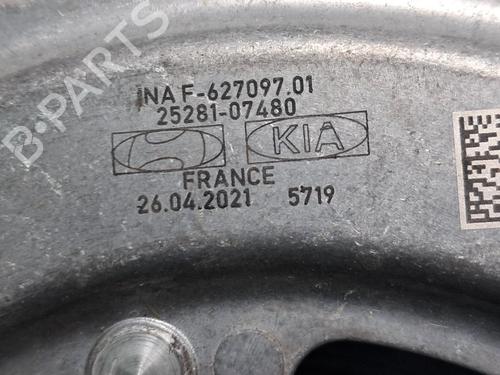 INA F-627097.01
25281-07480
KIA
FRANCE
26.04.2021 5719
B-PARTS